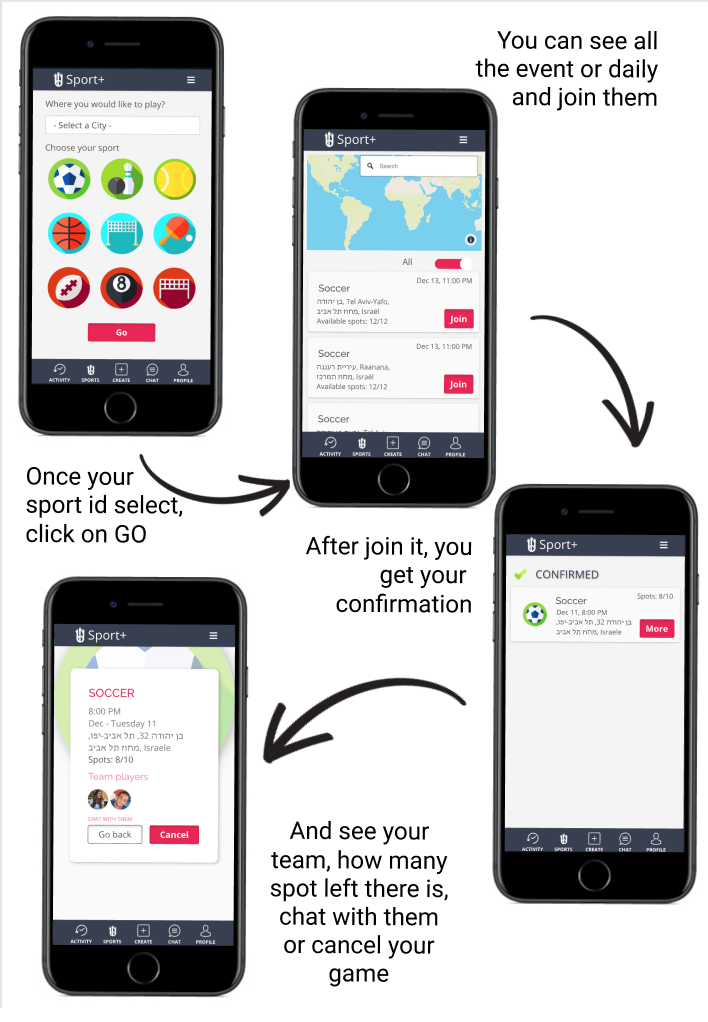 Sport+
Where you would like to play?
- Select a City -
Choose your sport
8
Go
ACTIVITY SPORTS CREATE CHAT PROFILE
Once your
sport id select,
click on GO
You can see all
the event or daily
and join them
Sport+
Search
All
Soccer
Dec 13, 11:00 PM
בן יהודה, Tel Aviv-Yafo,
מחוז תל אביב, Israël
Available spots: 12/12
Join
Soccer
Dec 13, 11:00 PM
עיריית רעננה, Raanana,
מחוז המרכז, Israël
Available spots: 12/12
Join
Soccer
ACTIVITY SPORTS CREATE CHAT PROFILE
After join it, you
get your
confirmation
Sport+
CONFIRMED
Soccer
Spots: 8/10
Dec 11, 8:00 PM
בן יהודה 32, תל אביב-יפו,
מחוז תל אביב, Israele
More
ACTIVITY SPORTS CREATE CHAT PROFILE
Sport+
SOCCER
8:00 PM
Dec - Tuesday 11
בן יהודה 32, תל אביב-יפו,
מחוז תל אביב, Israele
Spots: 8/10
Team players
CHAT WITH THEM
Go back
Cancel
ACTIVITY SPORTS CREATE CHAT PROFILE
And see your
team, how many
spot left there is,
chat with them
or cancel your
game